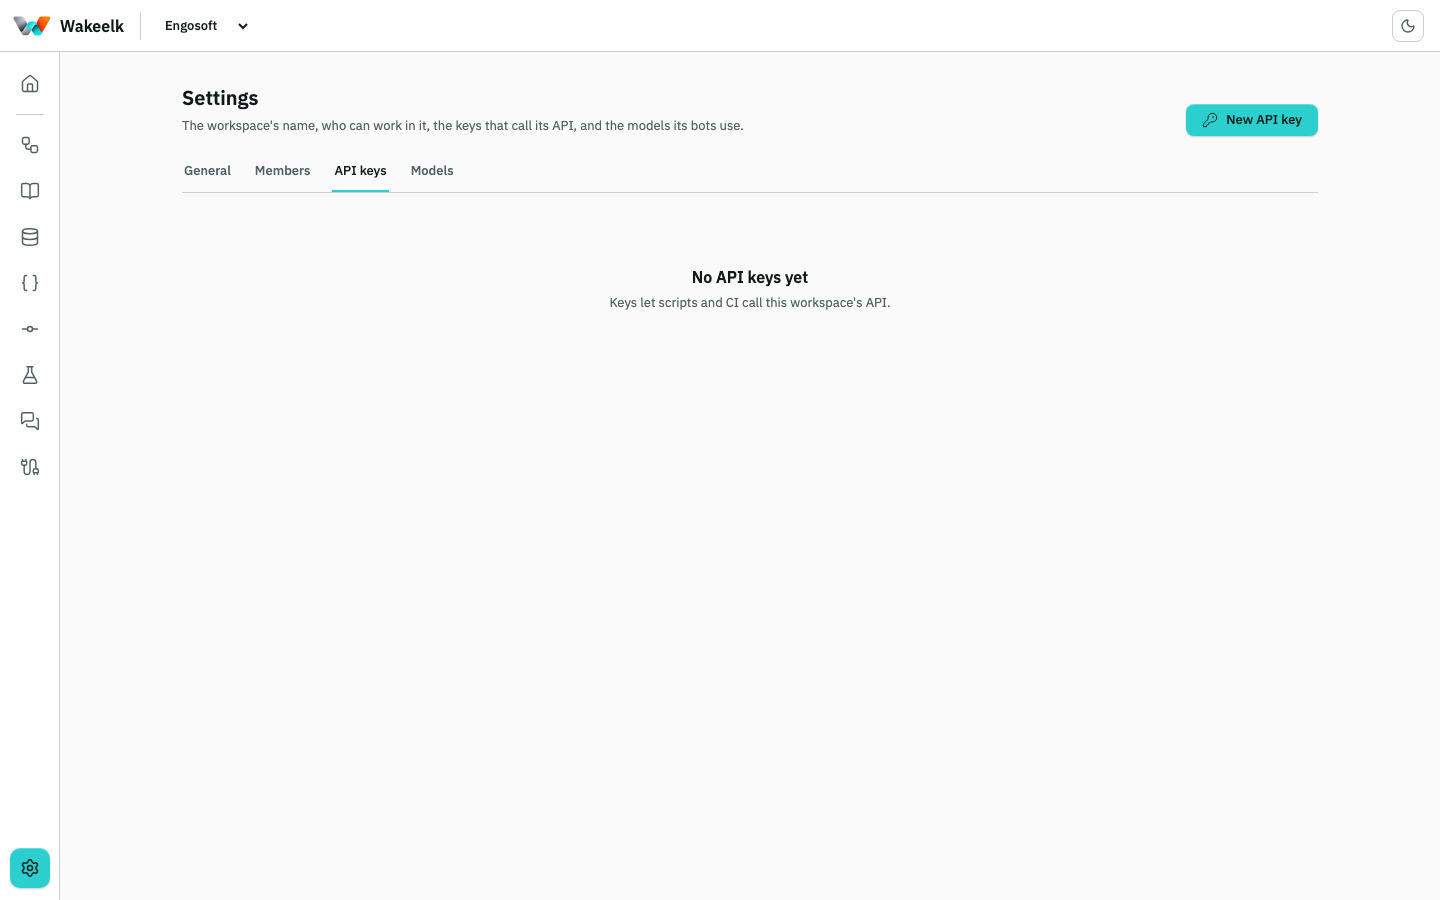 Wakeelk
Engosoft
Settings
The workspace's name, who can work in it, the keys that call its API, and the models its bots use.
New API key
General
Members
API keys
Models
No API keys yet
Keys let scripts and CI call this workspace's API.